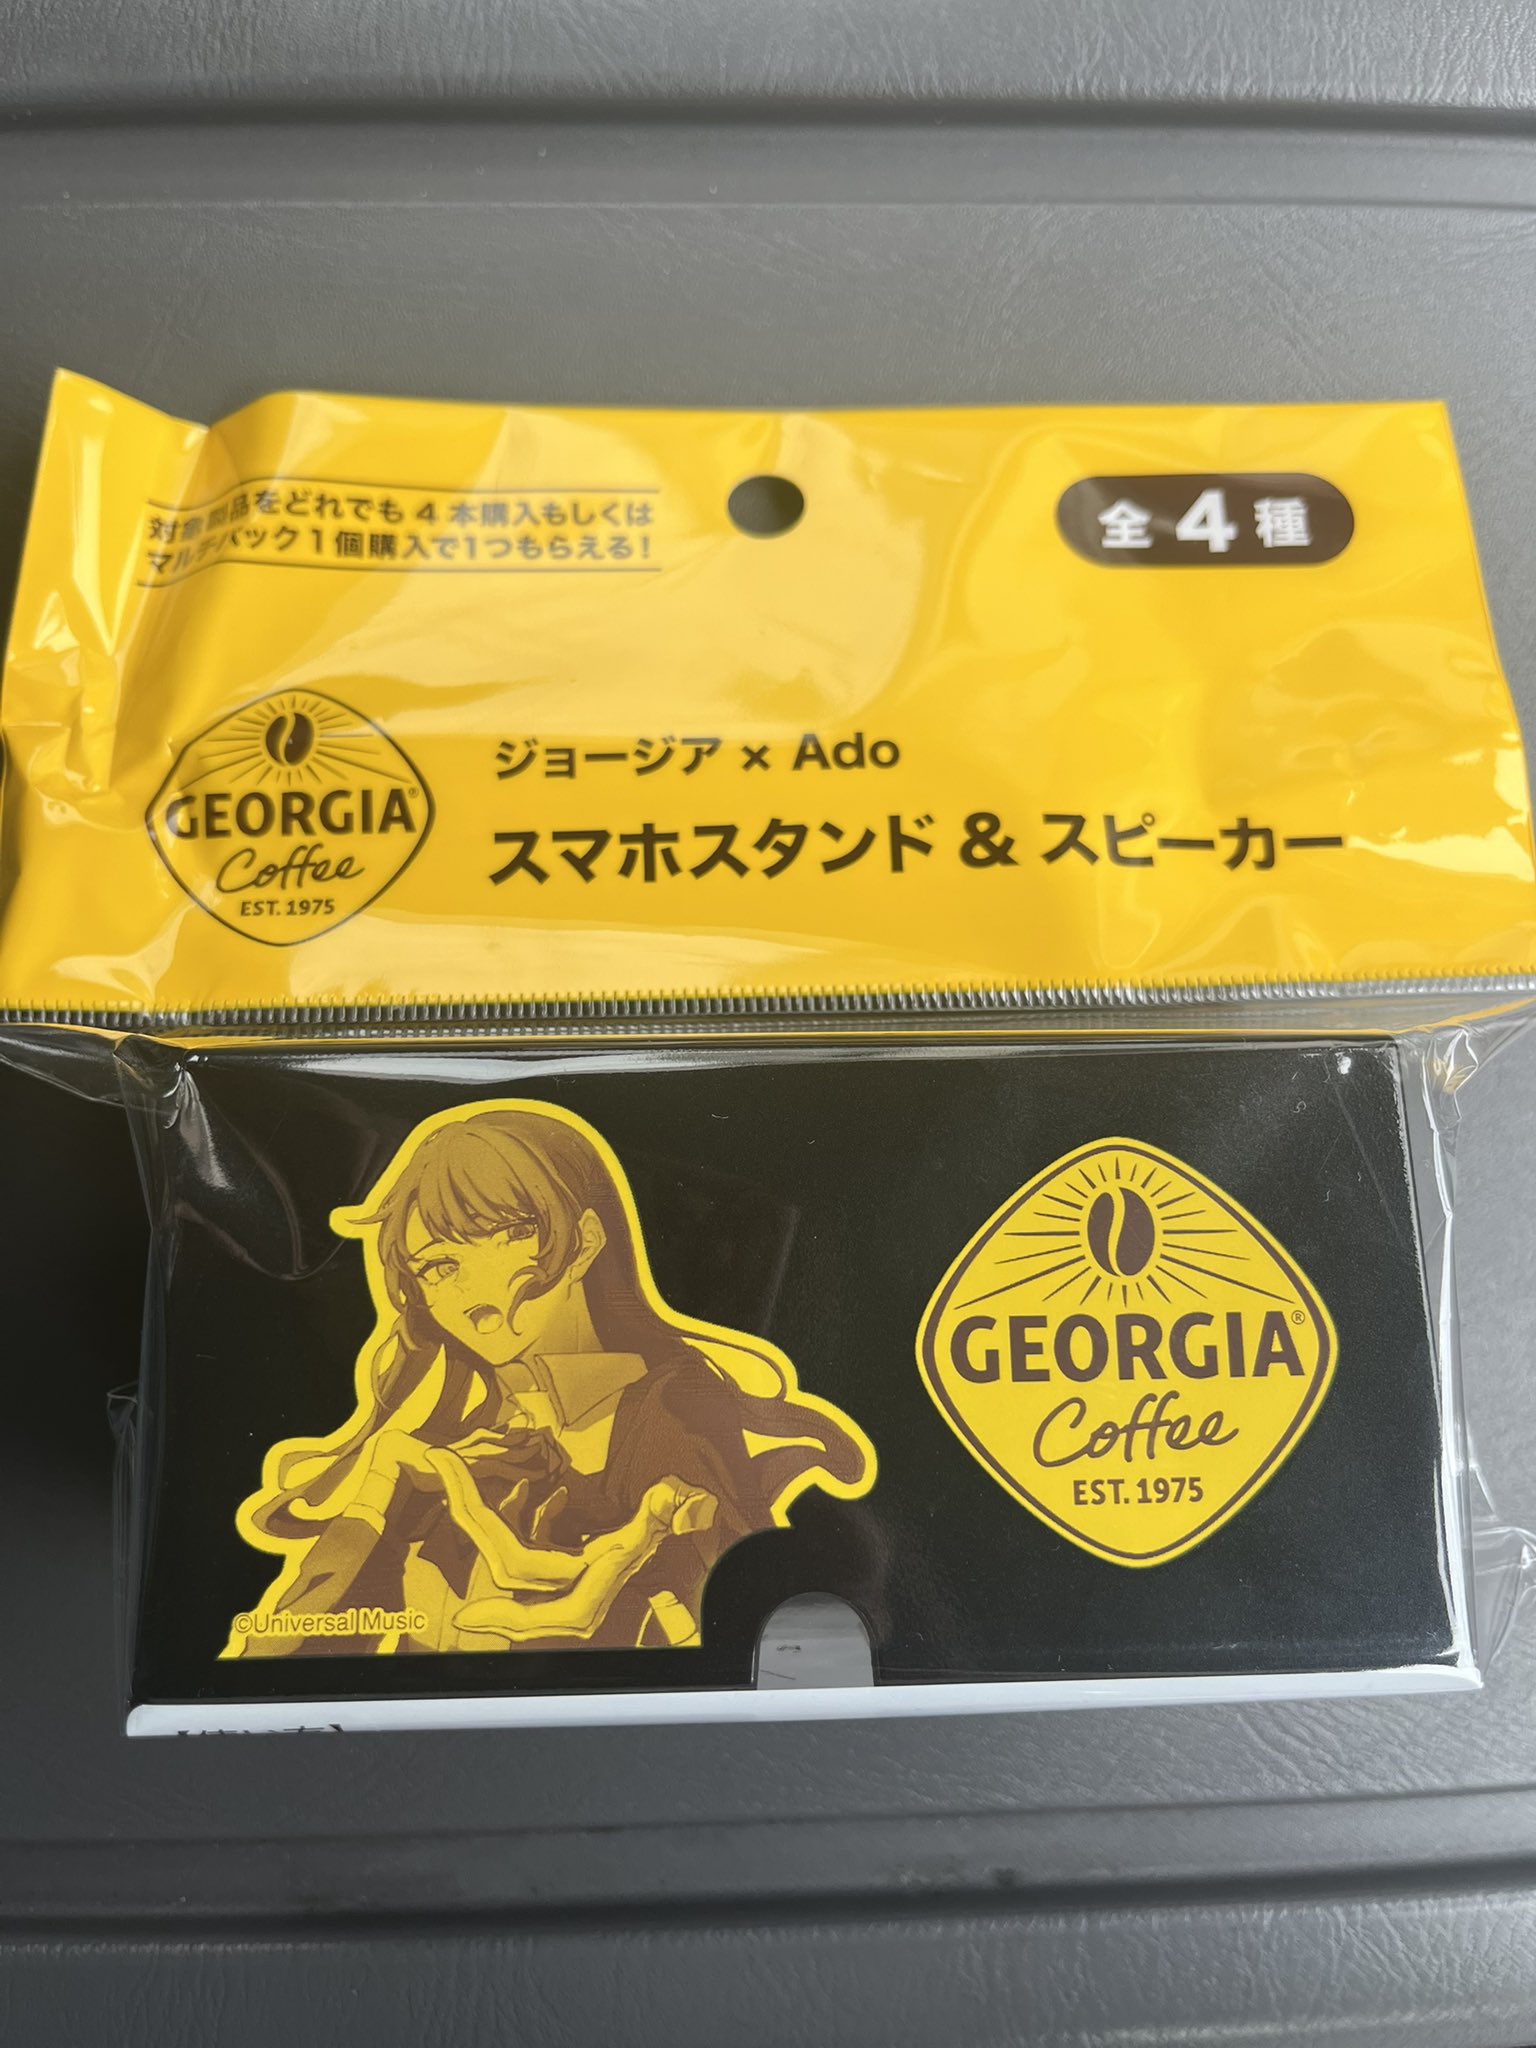 対象製品をどれでも 4 本購入もしくは
マルチパック1個購入で1つもらえる!
全4種
GEORGIA®
Coffee
EST. 1975
ジョージア × Ado
スマホスタンド & スピーカー
GEORGIA®
Coffee
EST. 1975
©Universal Music